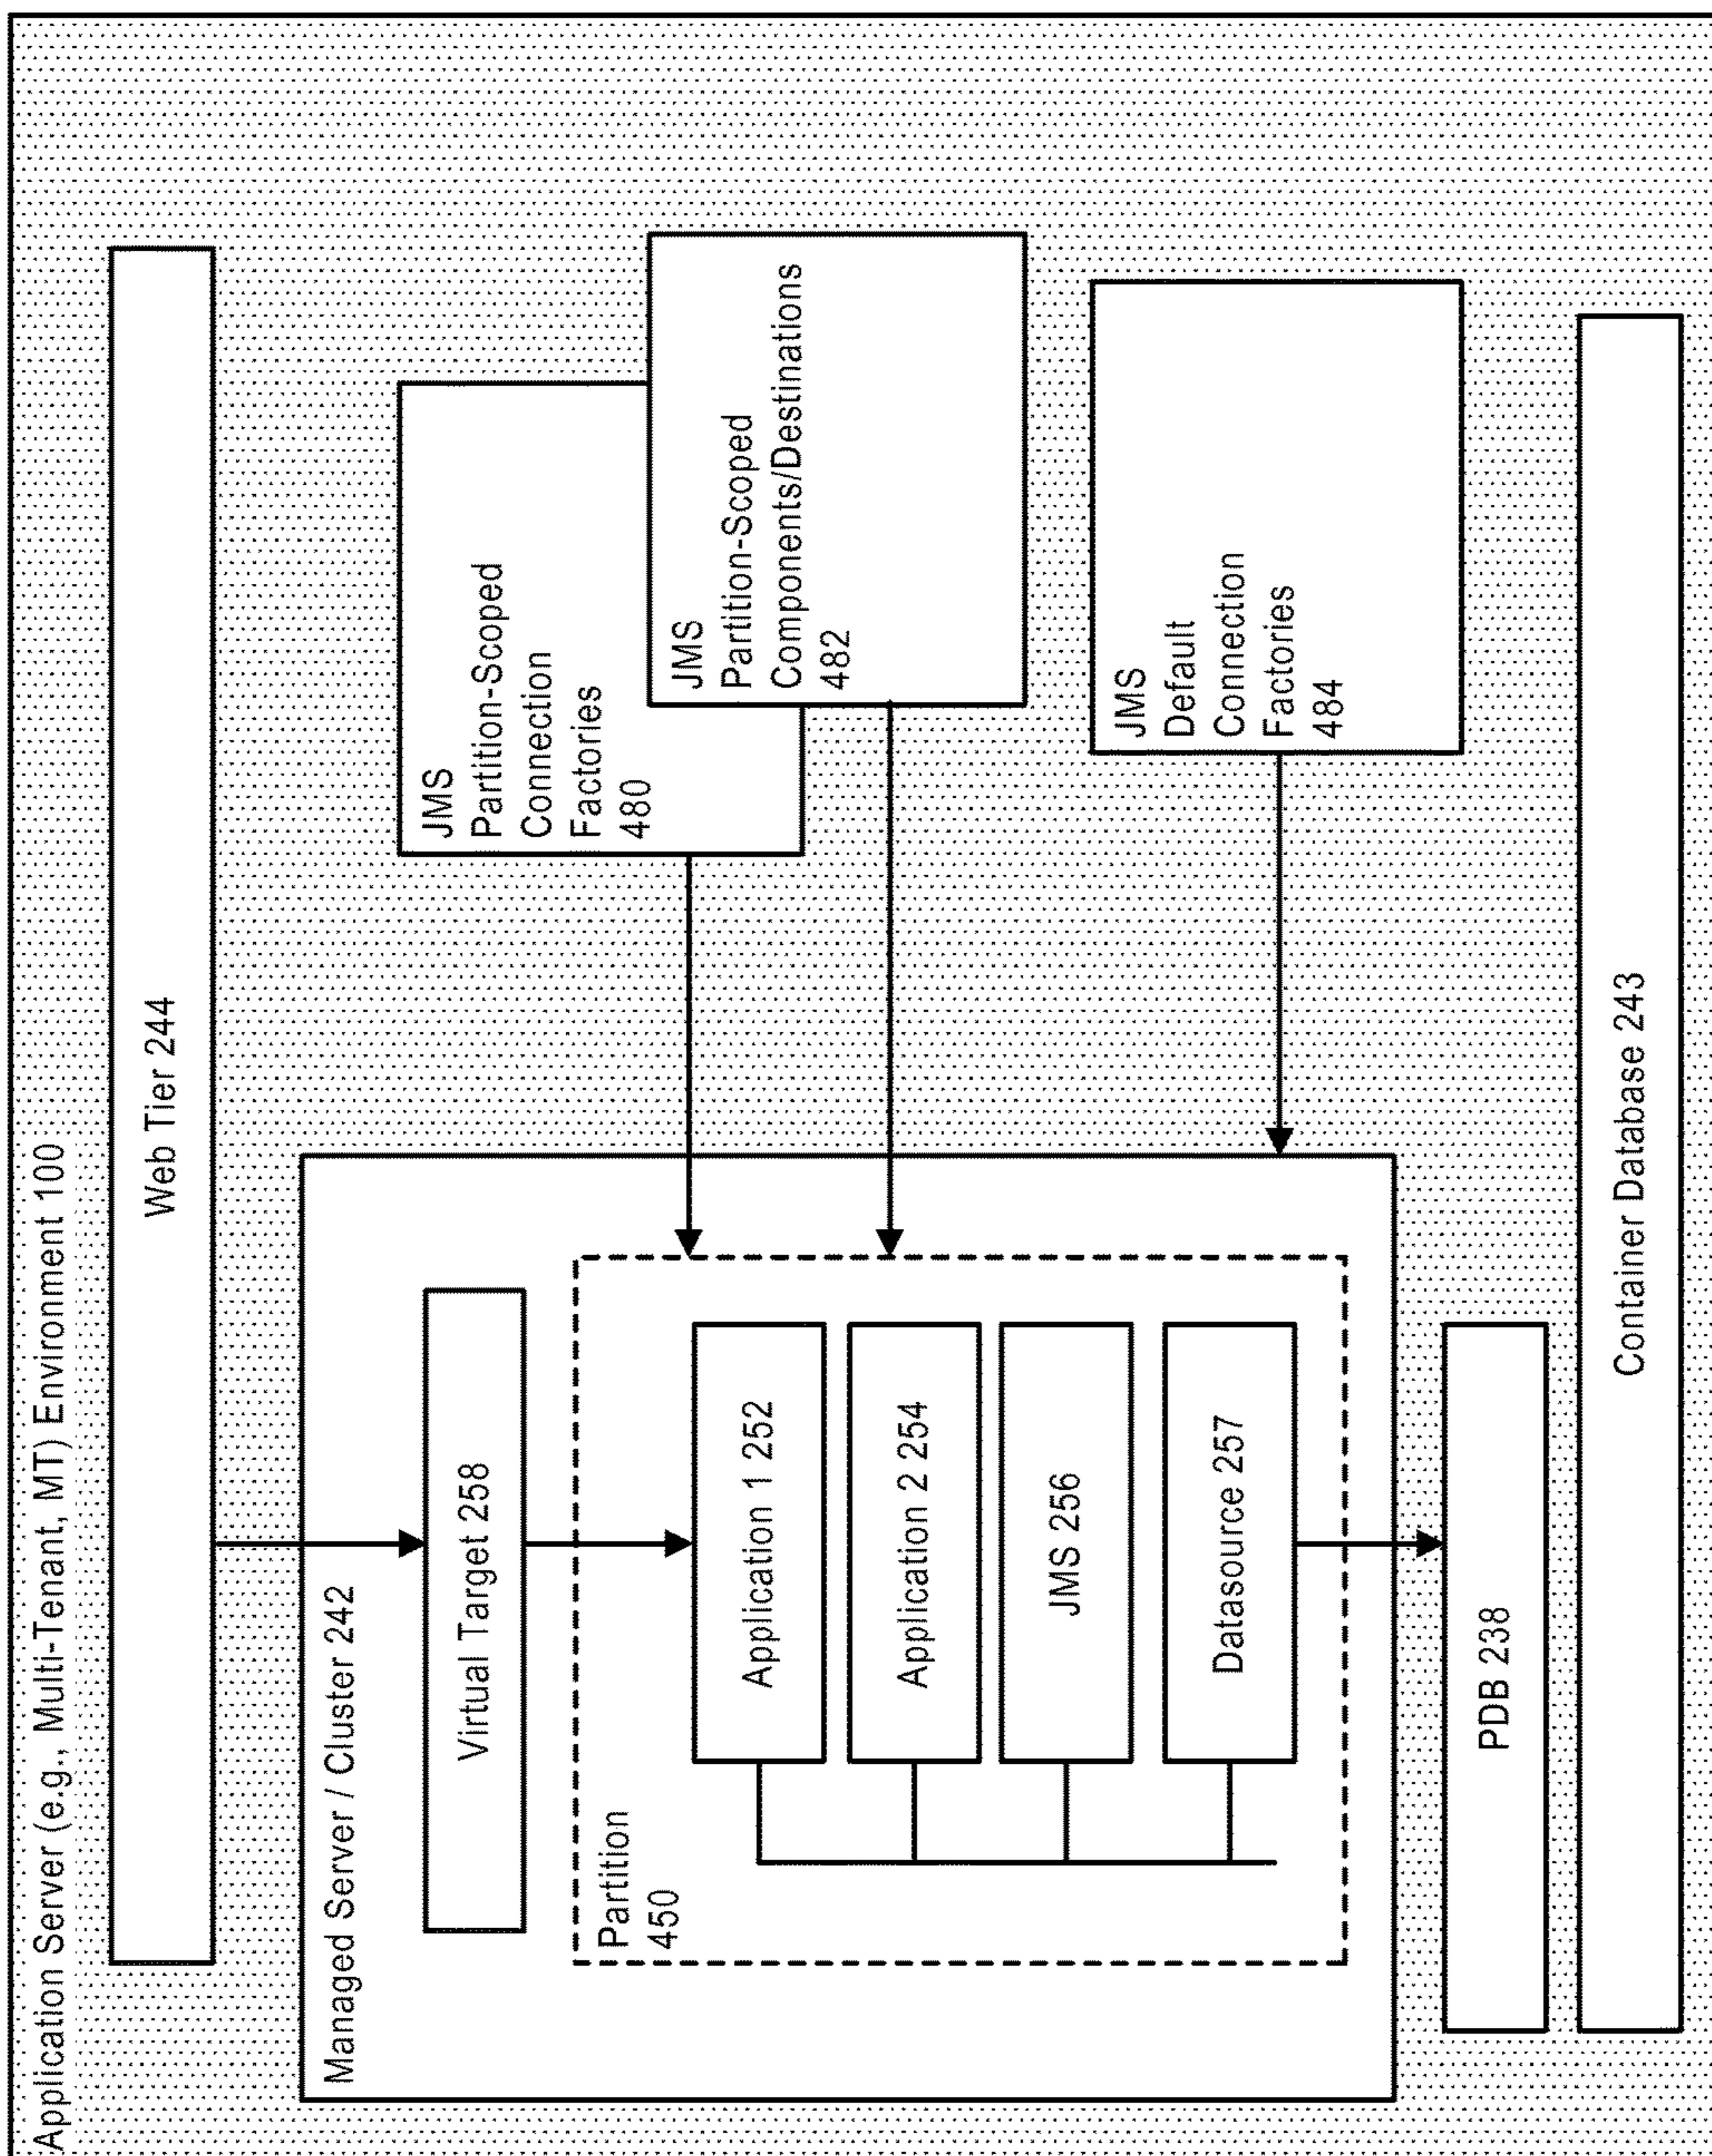 Application Server (e.g., Multi-Tenant, MT) Environment 100
Web Tier 244
Managed Server / Cluster 242
Virtual Target 258
Partition
450
Application 1 252
Application 2 254
JMS 256
Datasource 257
JMS
Partition-Scoped
Connection
Factories
480
JMS
Partition-Scoped
Components/Destinations
482
JMS
Default
Connection
Factories
484
PDB 238
Container Database 243